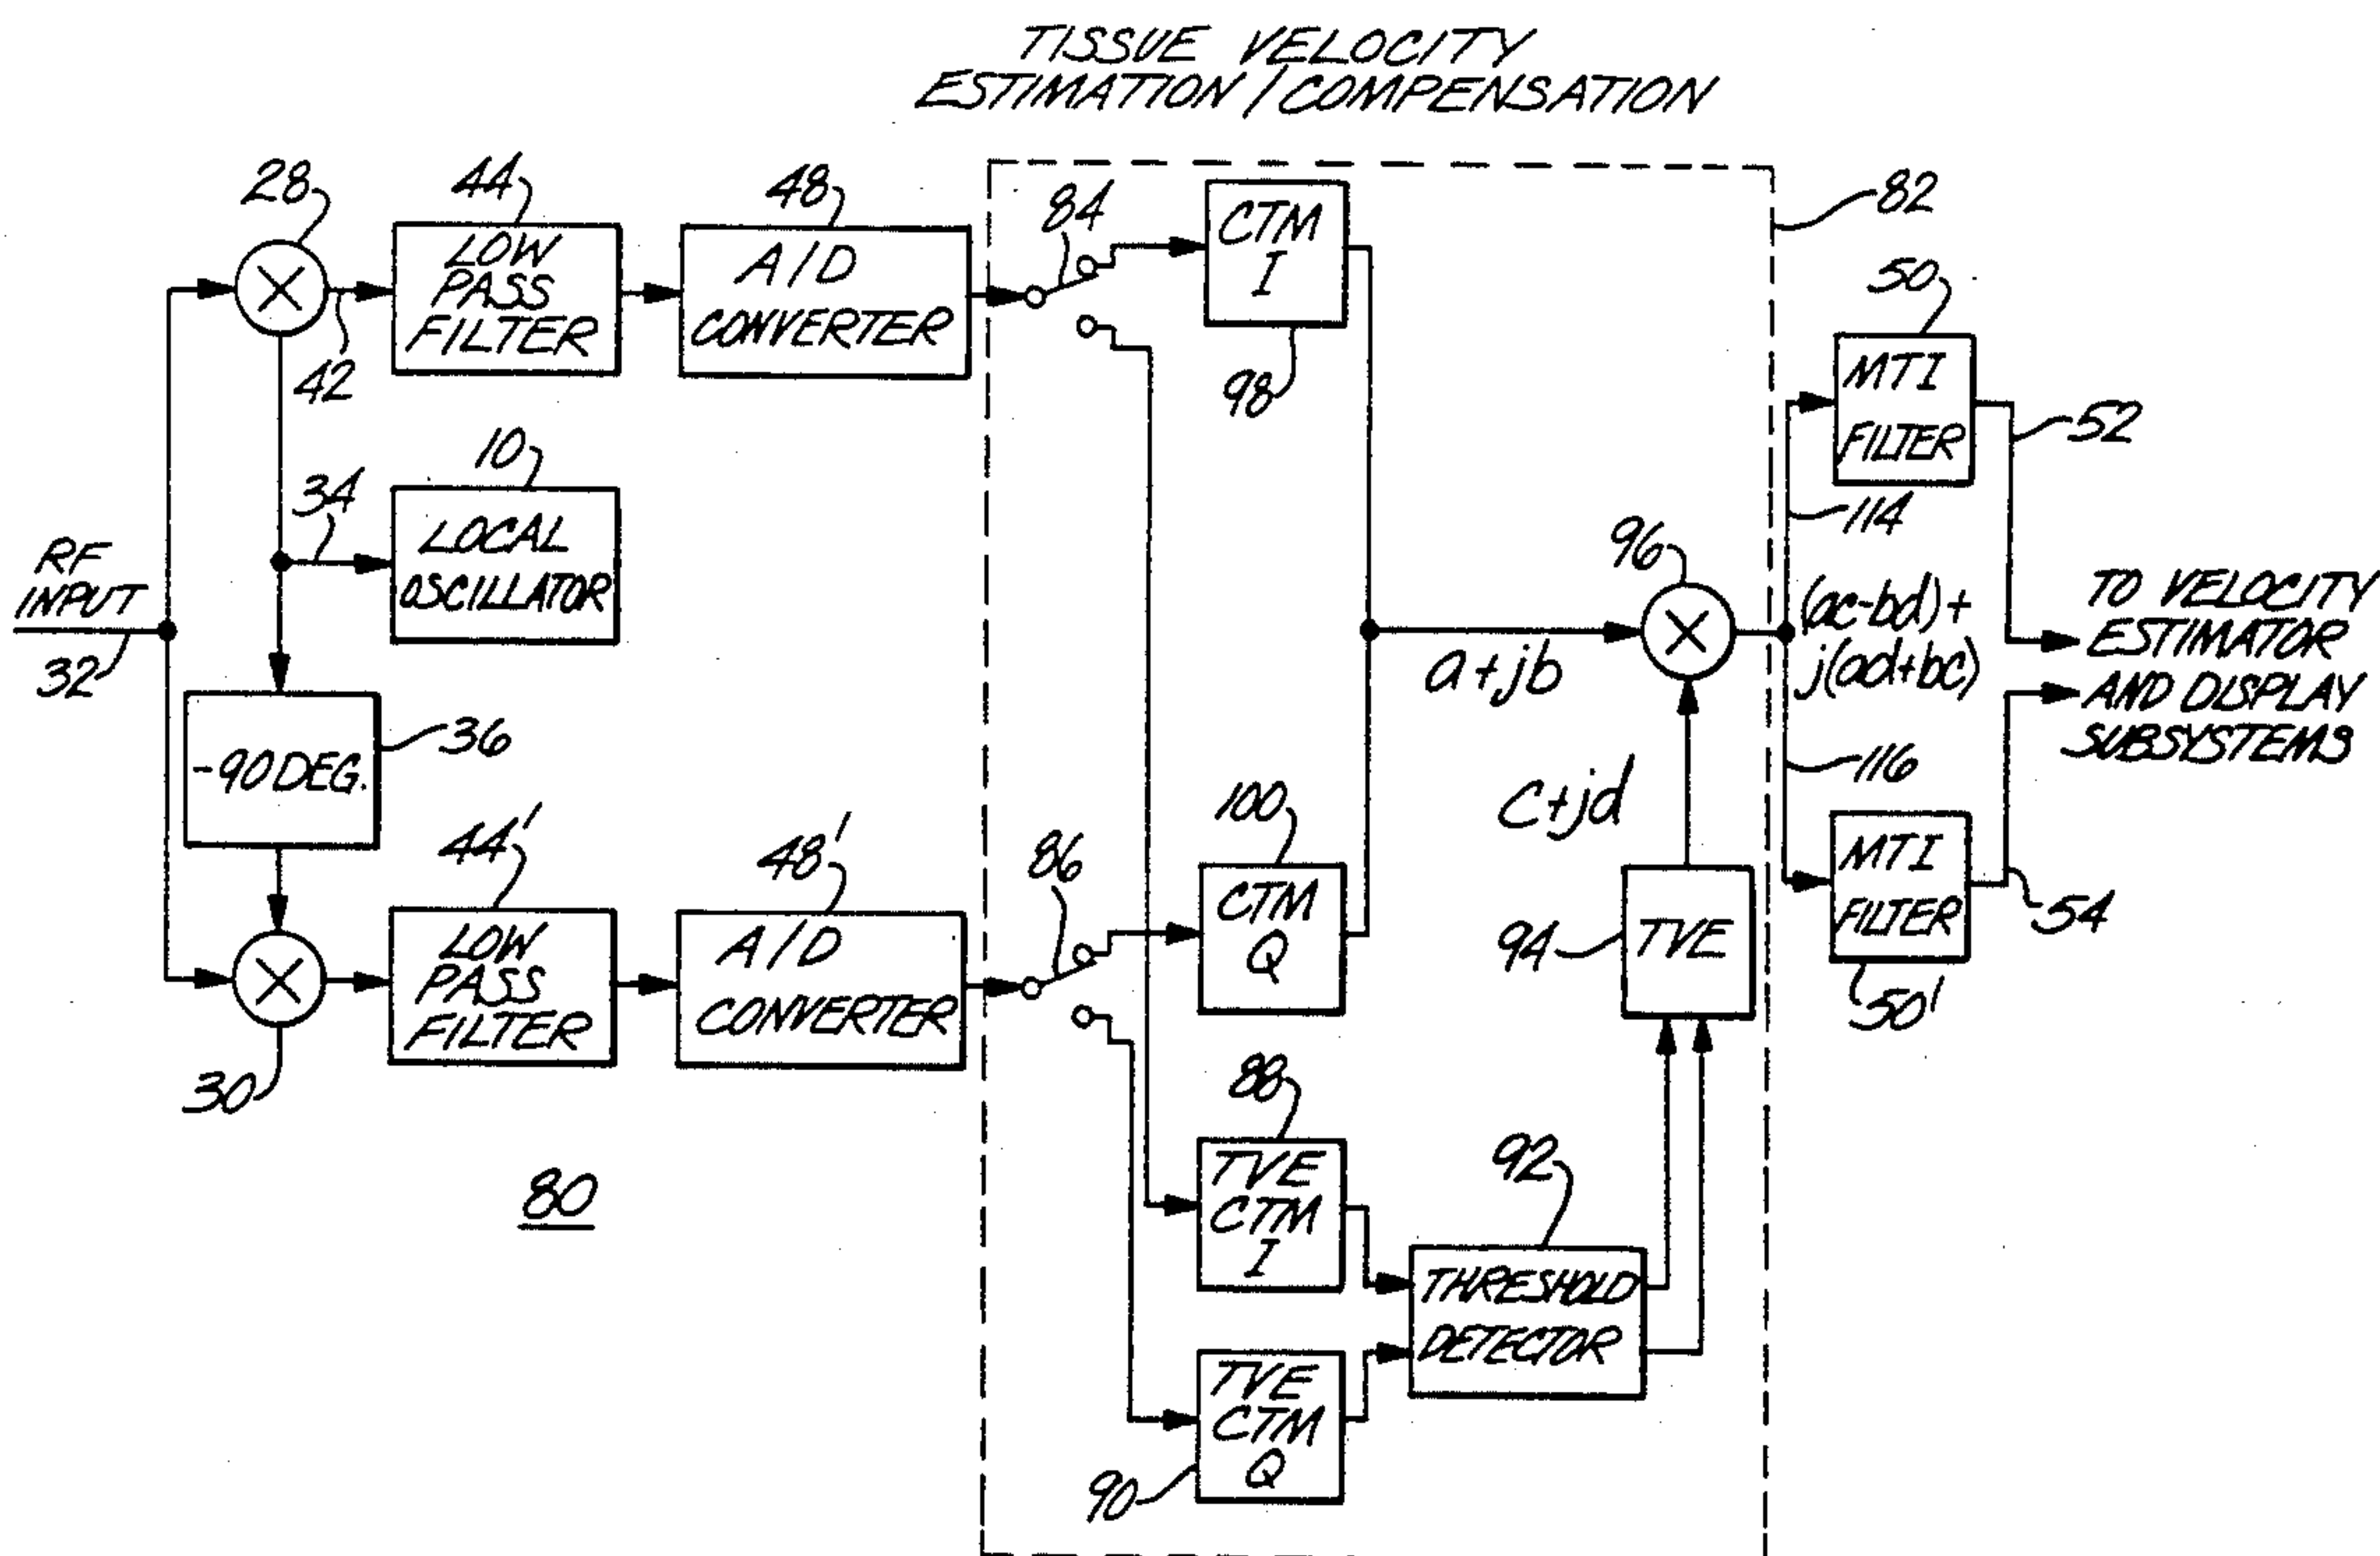 TISSUE VELOCITY
ESTIMATION/COMPENSATION
28
44
48
84
82
LOW
PASS
FILTER
A/D
CONVERTER
CTM
I
50
42
98
MTI
FILTER
52
10
34
LOCAL
OSCILLATOR
114
96
RF
INPUT
32
a+jb
(ac-bd)+
j(ad+bc)
TO VELOCITY
ESTIMATOR
AND DISPLAY
SUBSYSTEMS
36
-90 DEG.
116
c+jd
44'
48'
86
100
MTI
FILTER
54
50'
LOW
PASS
FILTER
A/D
CONVERTER
CTM
Q
94
TVE
30
88
80
TVE
CTM
I
92
THRESHOLD
DETECTOR
TVE
CTM
Q
90